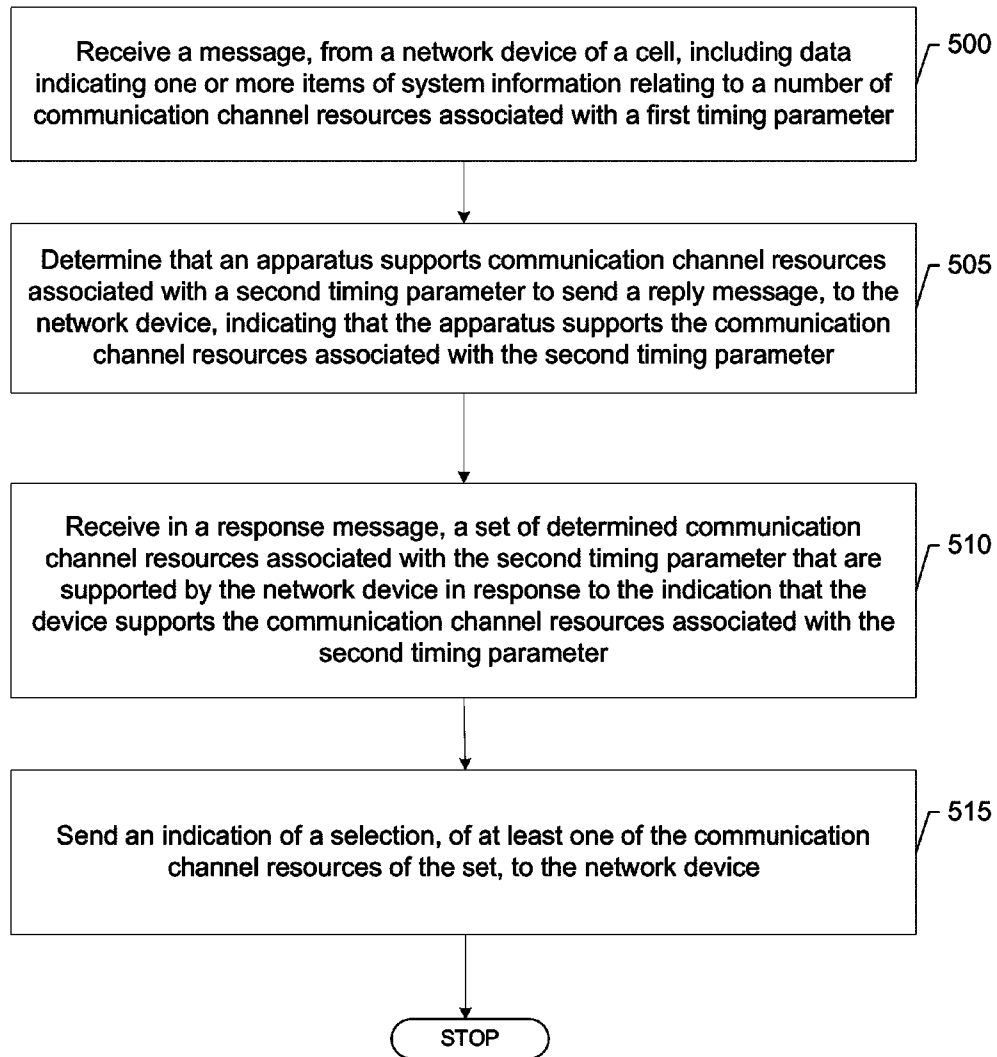 Receive a message, from a network device of a cell, including data
indicating one or more items of system information relating to a number of
communication channel resources associated with a first timing parameter
500
Determine that an apparatus supports communication channel resources
associated with a second timing parameter to send a reply message, to the
network device, indicating that the apparatus supports the communication
channel resources associated with the second timing parameter
505
Receive in a response message, a set of determined communication
channel resources associated with the second timing parameter that are
supported by the network device in response to the indication that the
device supports the communication channel resources associated with the
second timing parameter
510
Send an indication of a selection, of at least one of the communication
channel resources of the set, to the network device
515
STOP